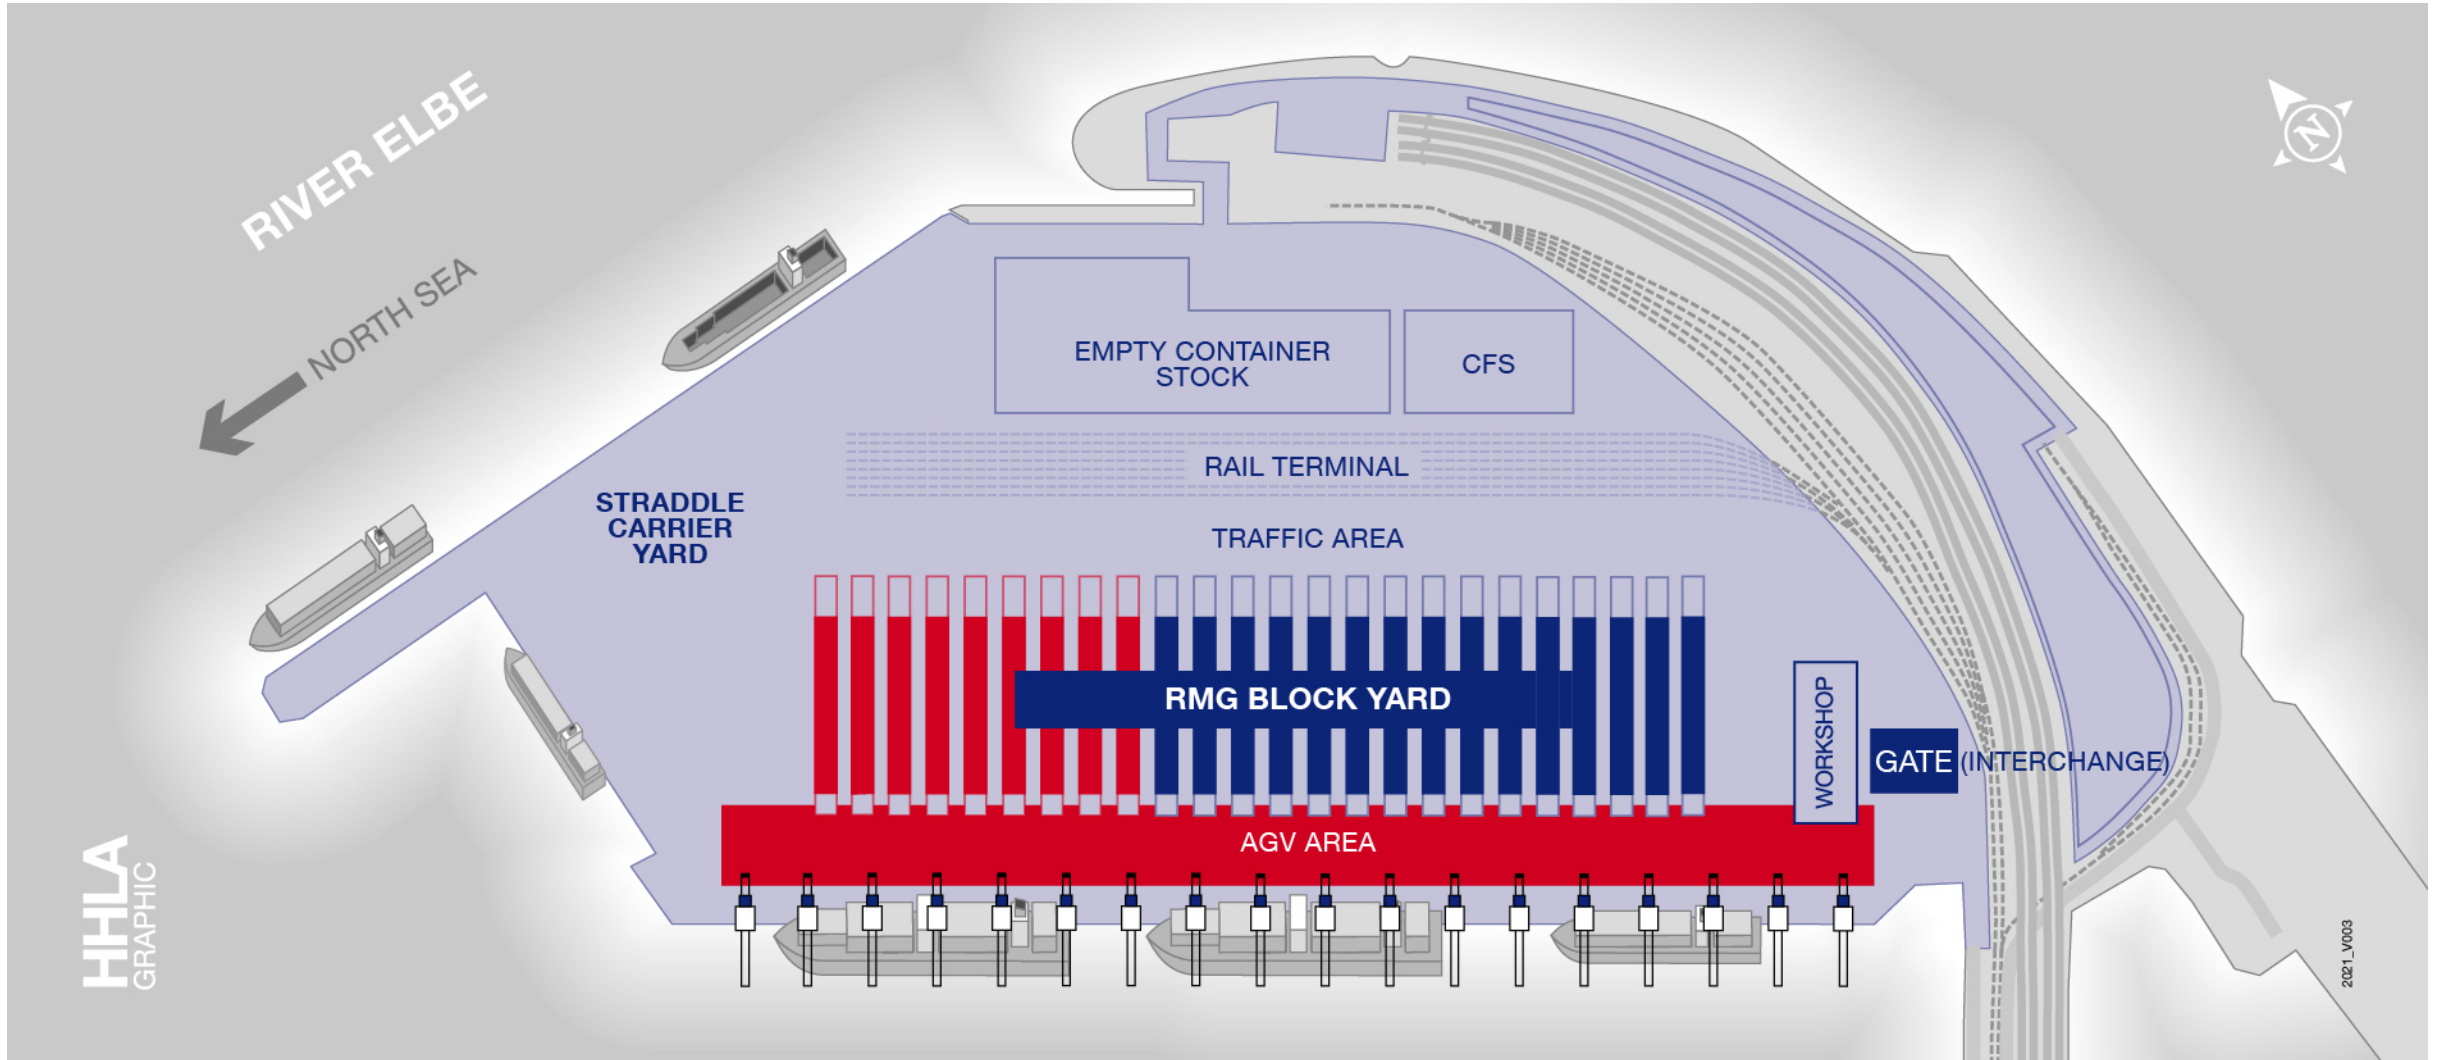 RIVER ELBE
NORTH SEA
N
EMPTY CONTAINER
STOCK
CFS
RAIL TERMINAL
STRADDLE
CARRIER
YARD
TRAFFIC AREA
RMG BLOCK YARD
WORKSHOP
GATE (INTERCHANGE)
AGV AREA
HHLA
GRAPHIC
2021_V003